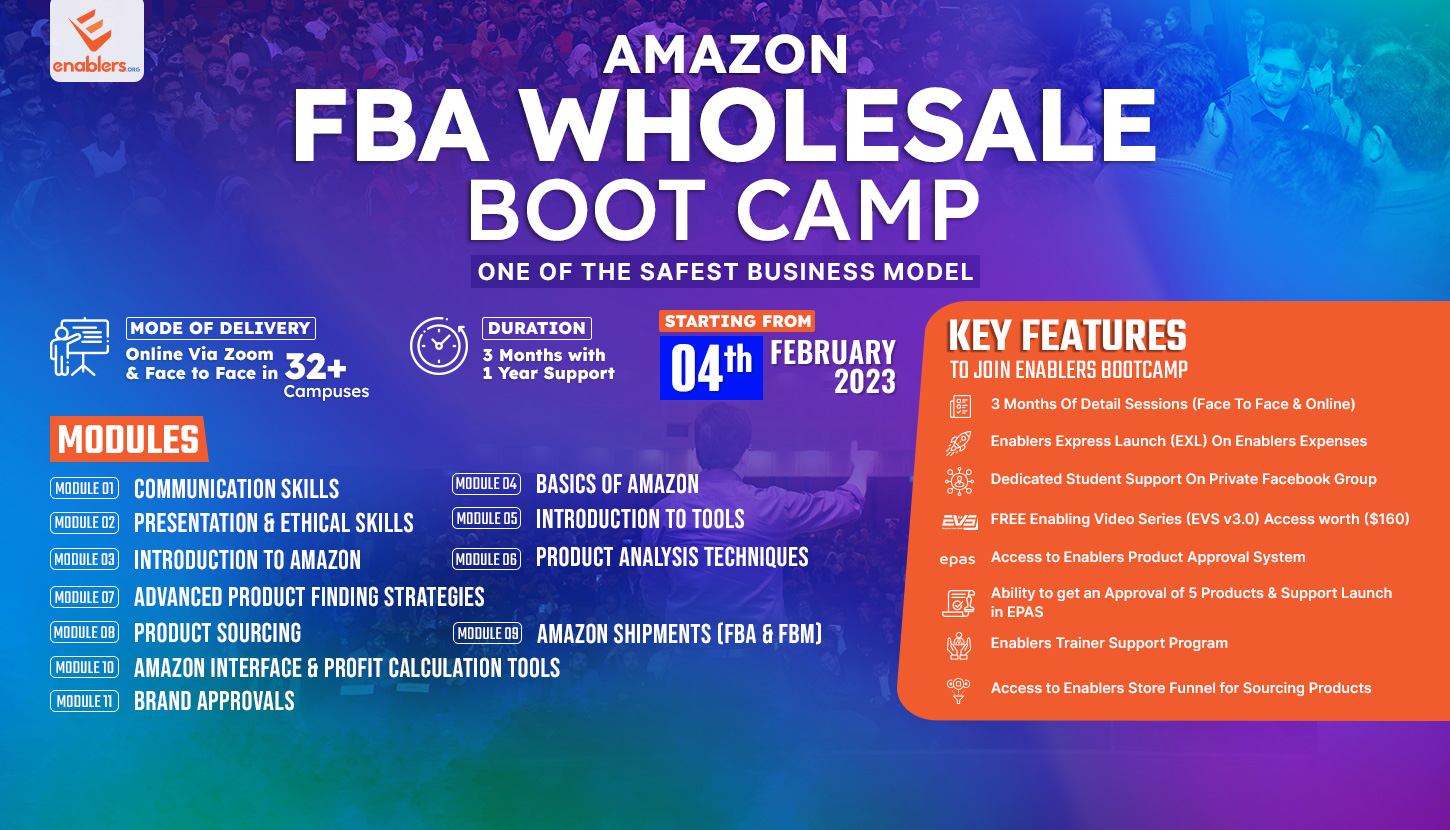 enablers.ORG
AMAZON
FBA WHOLESALE
BOOT CAMP
ONE OF THE SAFEST BUSINESS MODEL
MODE OF DELIVERY
Online Via Zoom
& Face to Face in 32+
Campuses
DURATION
3 Months with
1 Year Support
STARTING FROM
04th FEBRUARY
2023
MODULES
MODULE 01 COMMUNICATION SKILLS
MODULE 02 PRESENTATION & ETHICAL SKILLS
MODULE 03 INTRODUCTION TO AMAZON
MODULE 04 BASICS OF AMAZON
MODULE 05 INTRODUCTION TO TOOLS
MODULE 06 PRODUCT ANALYSIS TECHNIQUES
MODULE 07 ADVANCED PRODUCT FINDING STRATEGIES
MODULE 08 PRODUCT SOURCING
MODULE 09 AMAZON SHIPMENTS (FBA & FBM)
MODULE 10 AMAZON INTERFACE & PROFIT CALCULATION TOOLS
MODULE 11 BRAND APPROVALS
KEY FEATURES
TO JOIN ENABLERS BOOTCAMP
3 Months Of Detail Sessions (Face To Face & Online)
Enablers Express Launch (EXL) On Enablers Expenses
Dedicated Student Support On Private Facebook Group
EVS FREE Enabling Video Series (EVS v3.0) Access worth ($160)
epas Access to Enablers Product Approval System
Ability to get an Approval of 5 Products & Support Launch
in EPAS
Enablers Trainer Support Program
Access to Enablers Store Funnel for Sourcing Products